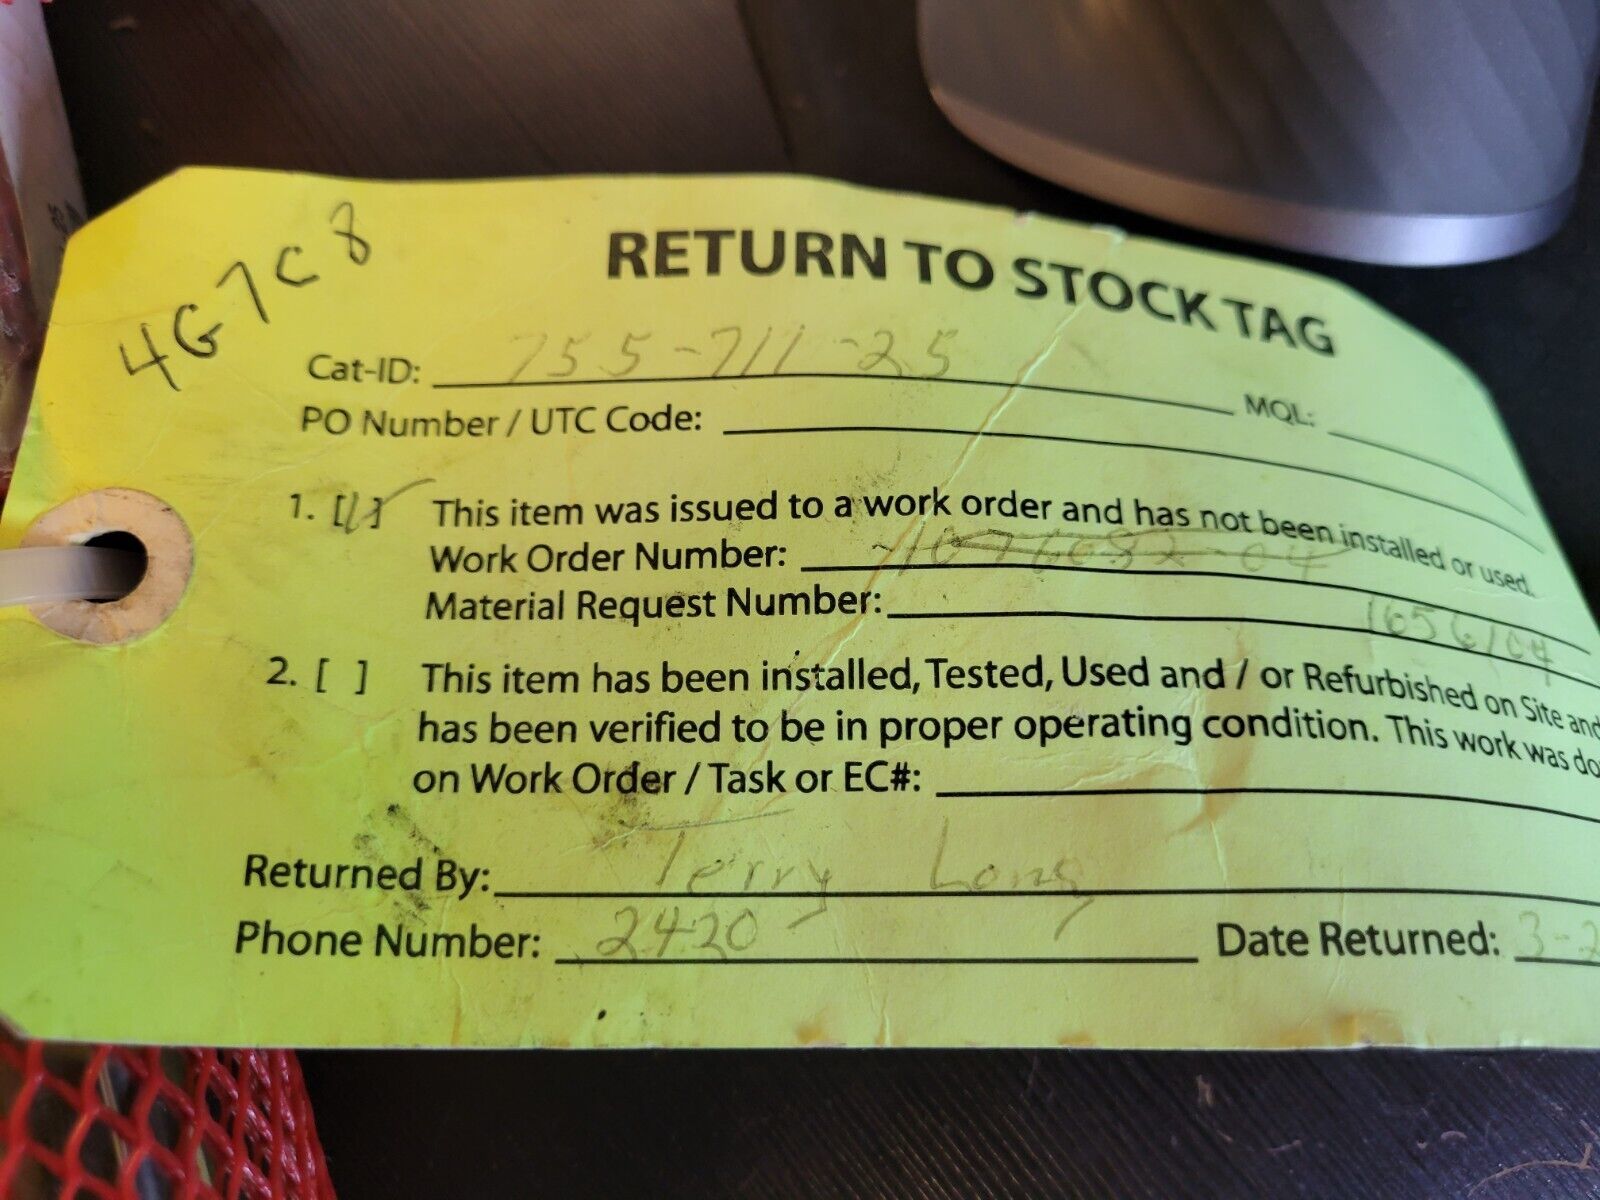 4G7C8
RETURN TO STOCK TAG
Cat-ID: 755-711-25
MQL:
PO Number / UTC Code:
1. [✓] This item was issued to a work order and has not been installed or used.
Work Order Number:
Material Request Number: 1656104
2. [ ] This item has been installed, Tested, Used and / or Refurbished on Site and
has been verified to be in proper operating condition. This work was do
on Work Order / Task or EC#:
Returned By: Terry Long
Phone Number: 2420
Date Returned: 3-2